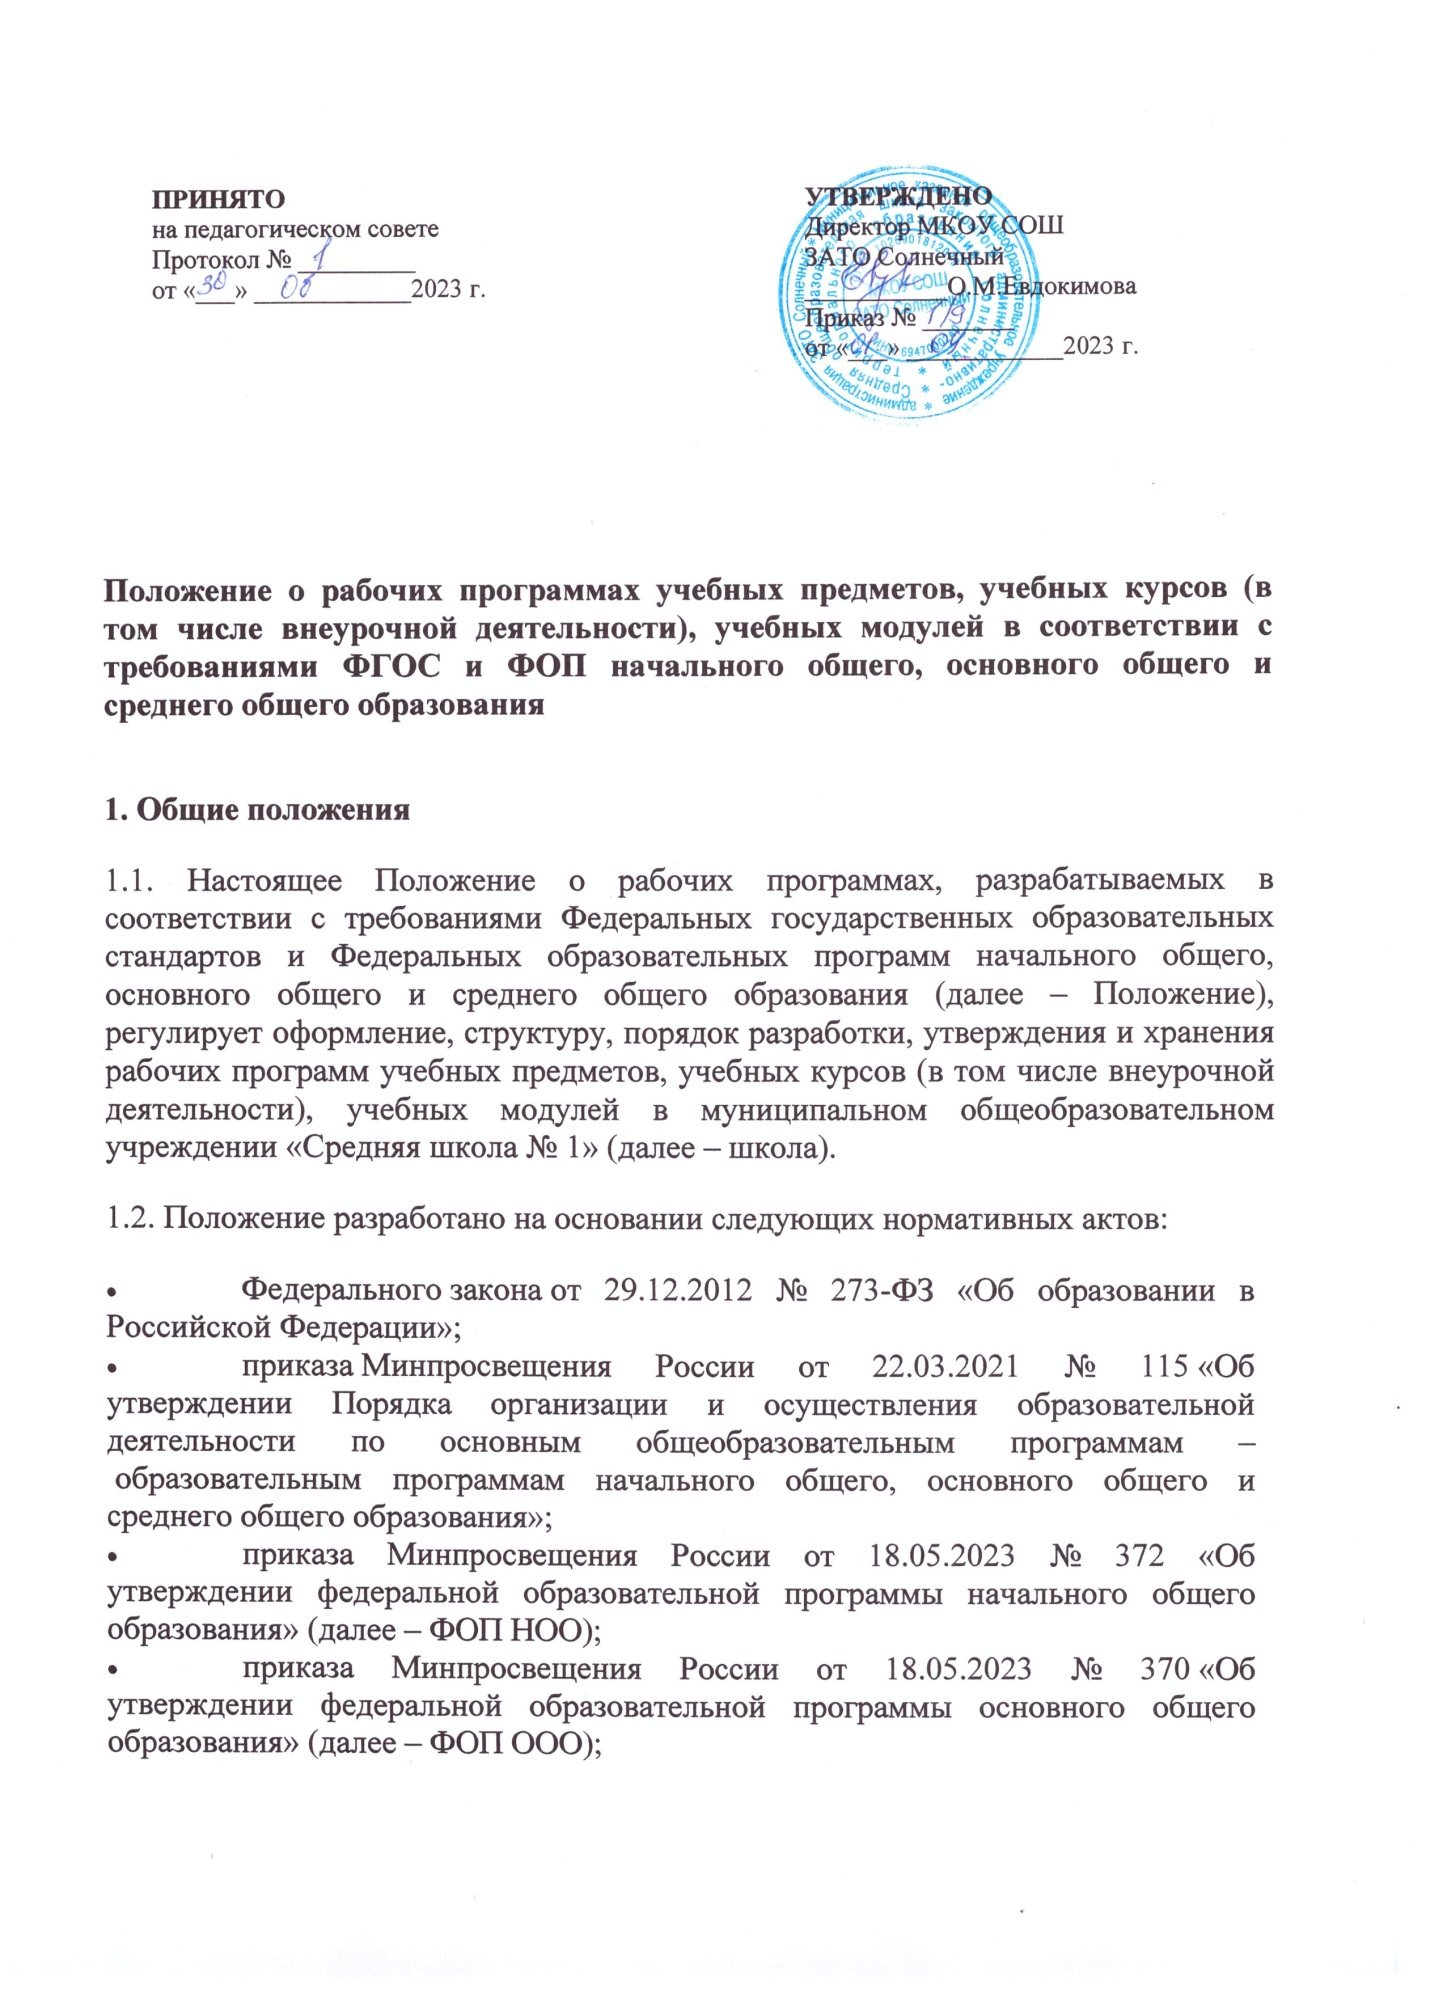 ПРИНЯТО
на педагогическом совете
Протокол № 1
от «30» 2023 г.
УТВЕРЖДЕНО
Директор МКОУ СОШ
ЗАТО Солнечный
О.М.Евдокимова
Приказ №
от « » 2023 г.
МКОУ СОШ
ЗАТО Солнечный
Положение о рабочих программах учебных предметов, учебных курсов (в
том числе внеурочной деятельности), учебных модулей в соответствии с
требованиями ФГОС и ФОП начального общего, основного общего и
среднего общего образования
1. Общие положения
1.1. Настоящее Положение о рабочих программах, разрабатываемых в
соответствии с требованиями Федеральных государственных образовательных
стандартов и Федеральных образовательных программ начального общего,
основного общего и среднего общего образования (далее – Положение),
регулирует оформление, структуру, порядок разработки, утверждения и хранения
рабочих программ учебных предметов, учебных курсов (в том числе внеурочной
деятельности), учебных модулей в муниципальном общеобразовательном
учреждении «Средняя школа № 1» (далее – школа).
1.2. Положение разработано на основании следующих нормативных актов:
• Федерального закона от 29.12.2012 № 273-ФЗ «Об образовании в
Российской Федерации»;
• приказа Минпросвещения России от 22.03.2021 № 115 «Об
утверждении Порядка организации и осуществления образовательной
деятельности по основным общеобразовательным программам –
образовательным программам начального общего, основного общего и
среднего общего образования»;
• приказа Минпросвещения России от 18.05.2023 № 372 «Об
утверждении федеральной образовательной программы начального общего
образования» (далее – ФОП НОО);
• приказа Минпросвещения России от 18.05.2023 № 370 «Об
утверждении федеральной образовательной программы основного общего
образования» (далее – ФОП ООО);